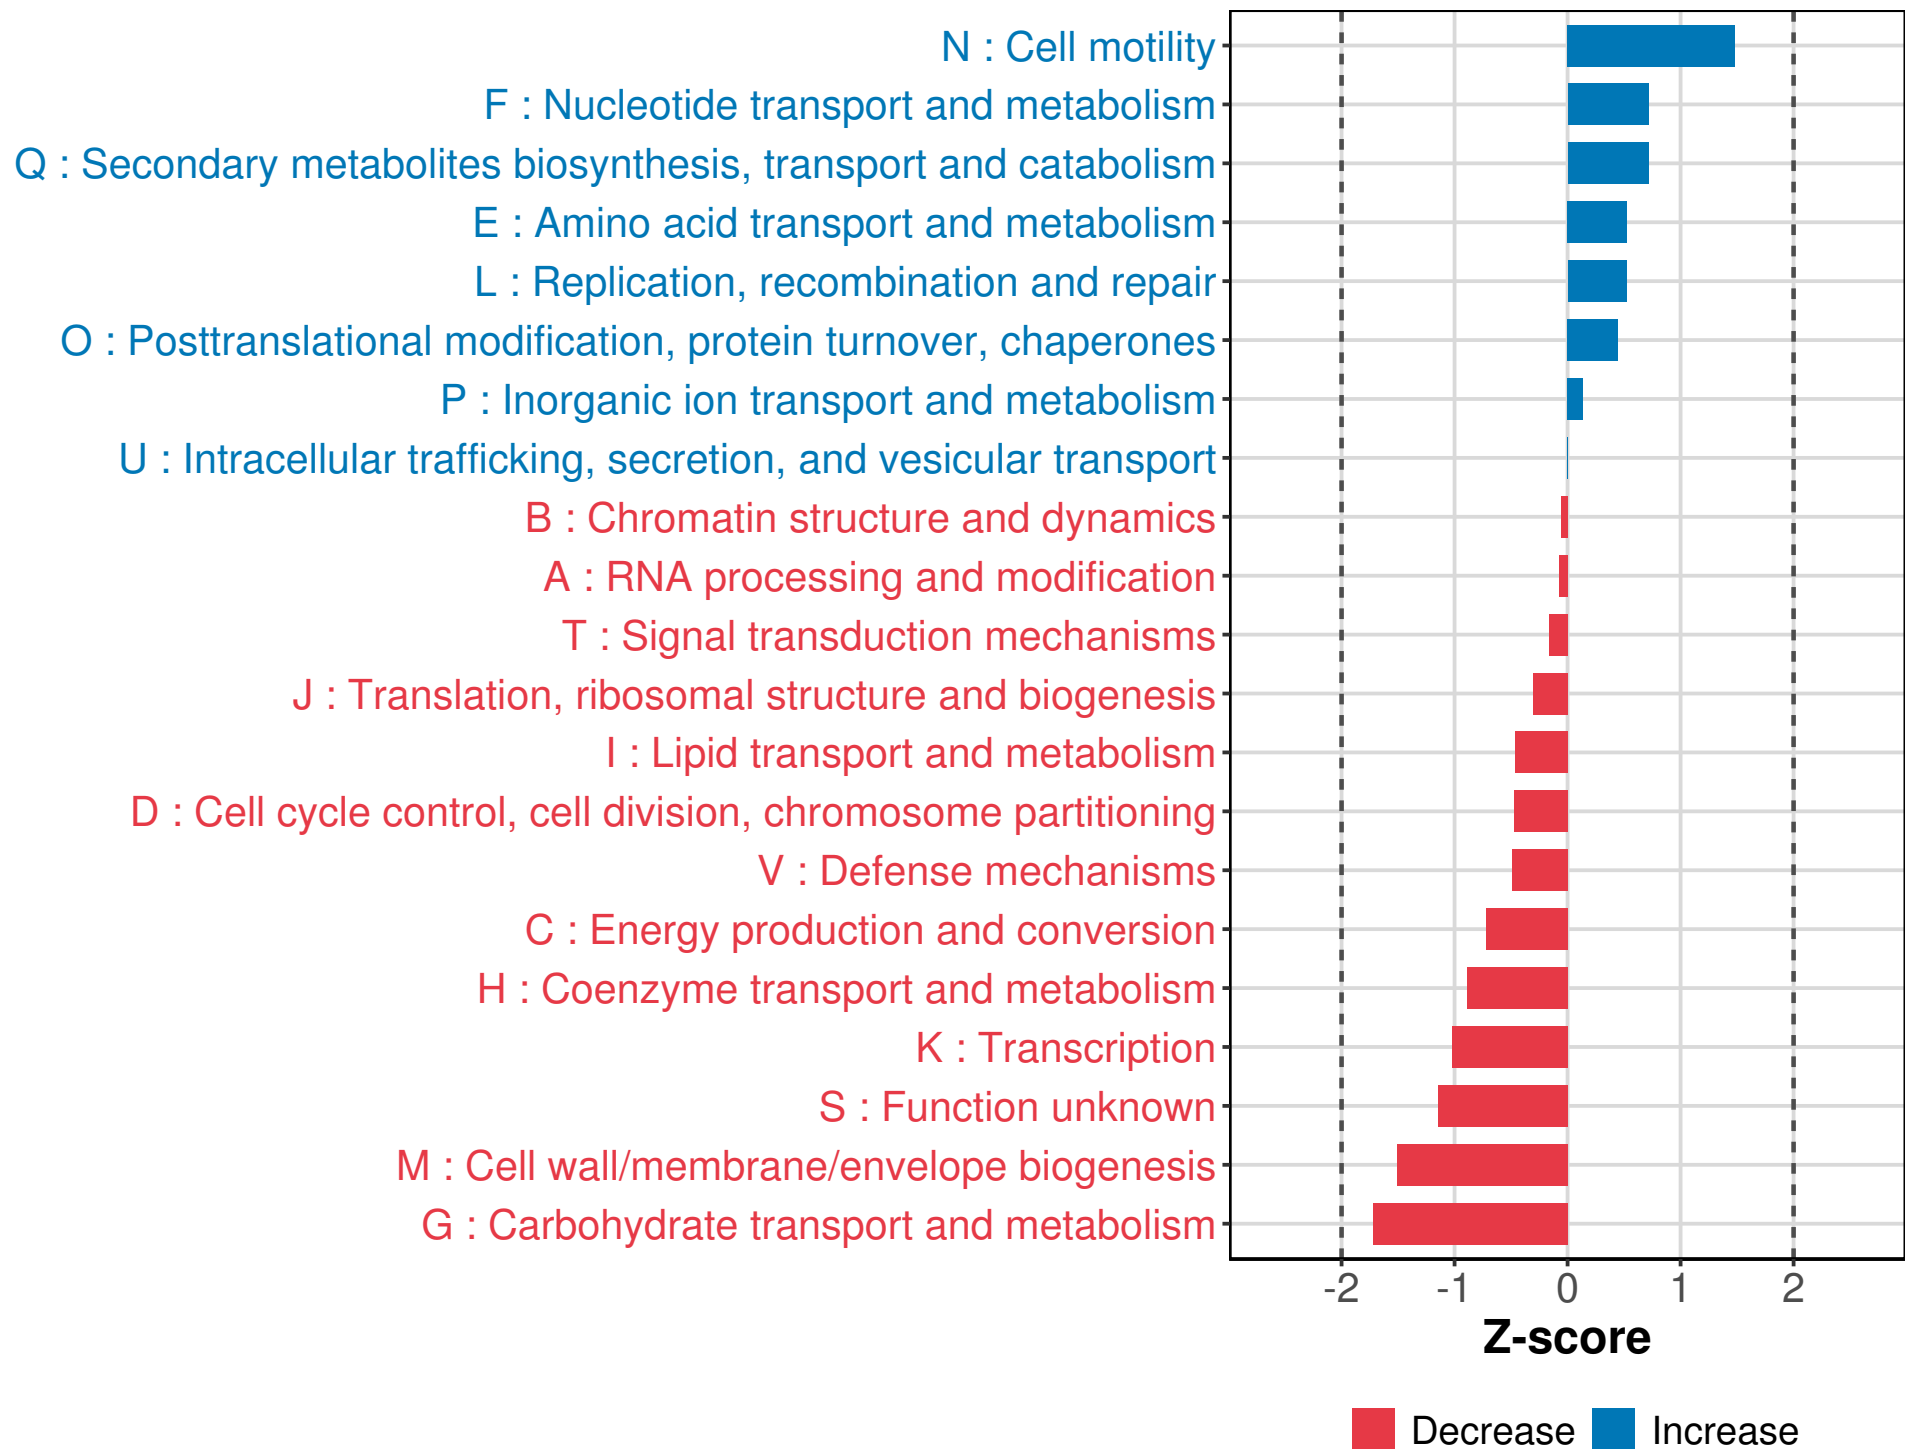 N : Cell motility
F : Nucleotide transport and metabolism
Q : Secondary metabolites biosynthesis, transport and catabolism
E : Amino acid transport and metabolism
L : Replication, recombination and repair
O : Posttranslational modification, protein turnover, chaperones
P : Inorganic ion transport and metabolism
U : Intracellular trafficking, secretion, and vesicular transport
B : Chromatin structure and dynamics
A : RNA processing and modification
T : Signal transduction mechanisms
J : Translation, ribosomal structure and biogenesis
I : Lipid transport and metabolism
D : Cell cycle control, cell division, chromosome partitioning
V : Defense mechanisms
C : Energy production and conversion
H : Coenzyme transport and metabolism
K : Transcription
S : Function unknown
M : Cell wall/membrane/envelope biogenesis
G : Carbohydrate transport and metabolism
-2 -1 0 1 2
Z-score
Decrease Increase